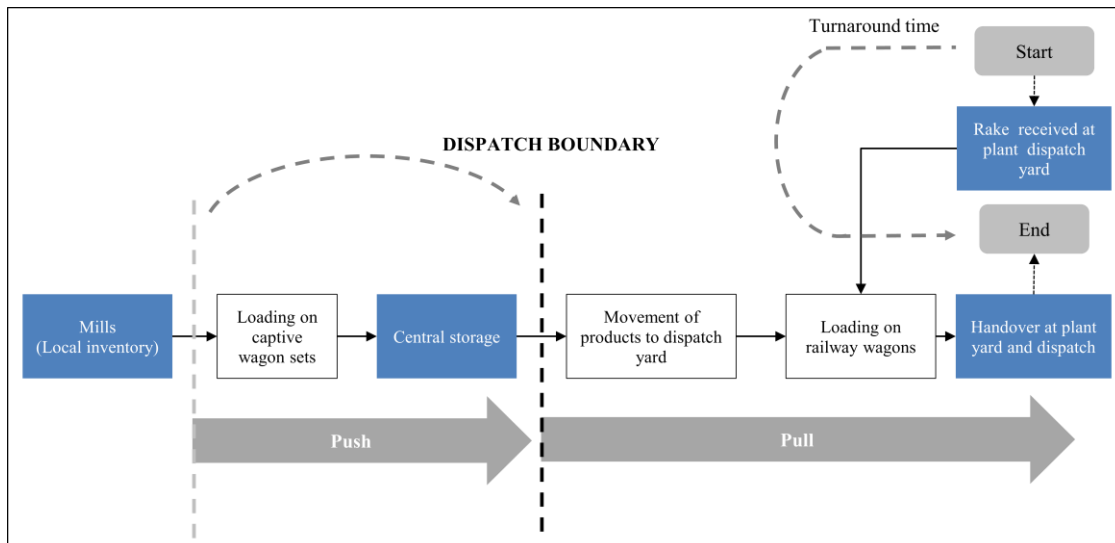 Turnaround time
Start
Rake received at
plant dispatch
yard
DISPATCH BOUNDARY
End
Mills
(Local inventory)
Loading on
captive
wagon sets
Central storage
Movement of
products to dispatch
yard
Loading on
railway wagons
Handover at plant
yard and dispatch
Push
Pull